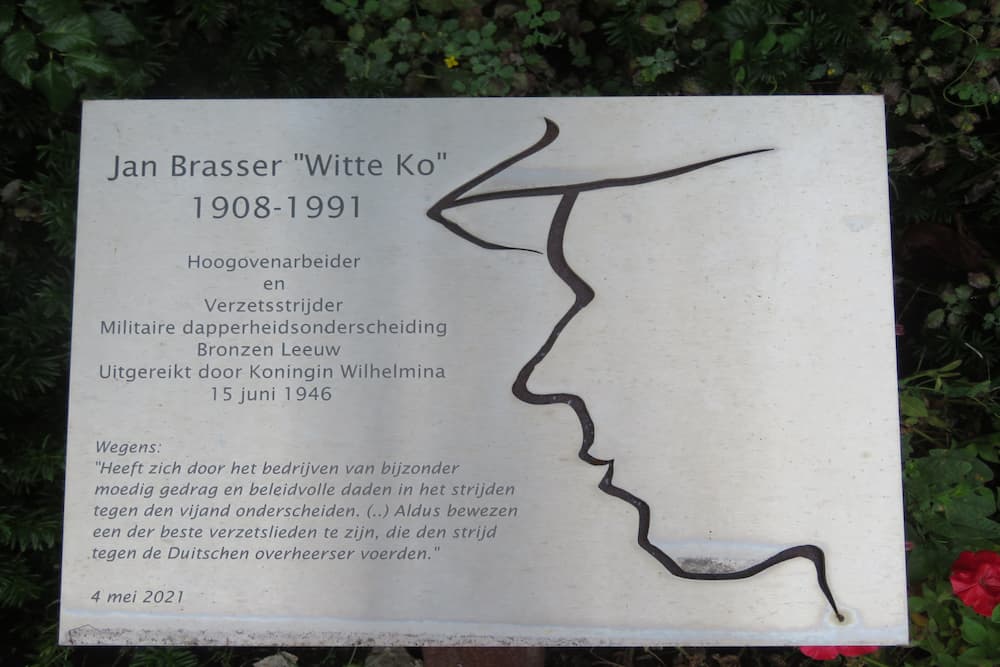 Jan Brasser "Witte Ko"
1908-1991
Hoogovenarbeider
en
Verzetsstrijder
Militaire dapperheidsonderscheiding
Bronzen Leeuw
Uitgereikt door Koningin Wilhelmina
15 juni 1946
Wegens:
"Heeft zich door het bedrijven van bijzonder
moedig gedrag en beleidvolle daden in het strijden
tegen den vijand onderscheiden. (..) Aldus bewezen
een der beste verzetslieden te zijn, die den strijd
tegen de Duitschen overheerser voerden."
4 mei 2021